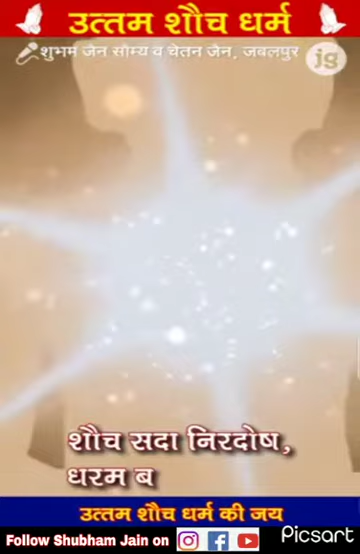 उत्तम शौच धर्म
शुभम जैन सौम्य व चेतन जैन, जबलपुर
jg
शौच सदा निरदोष,
धरम ब
उत्तम शौच धर्म की जय
Follow Shubham Jain on
Picsart